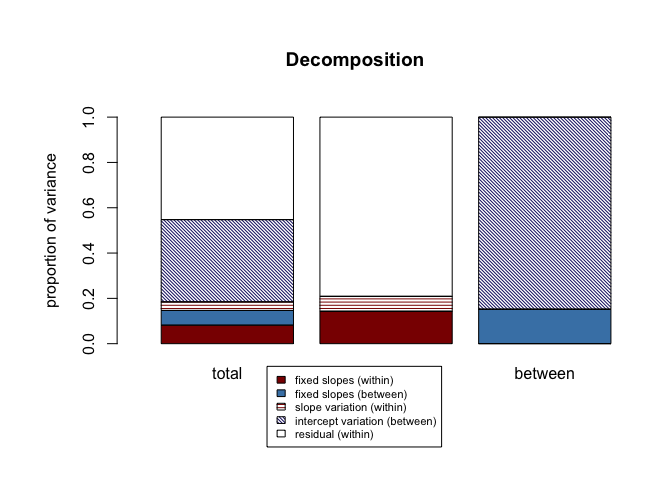 Decomposition
proportion of variance
1.0
0.8
0.6
0.4
0.2
0.0
total
between
fixed slopes (within)
fixed slopes (between)
slope variation (within)
intercept variation (between)
residual (within)